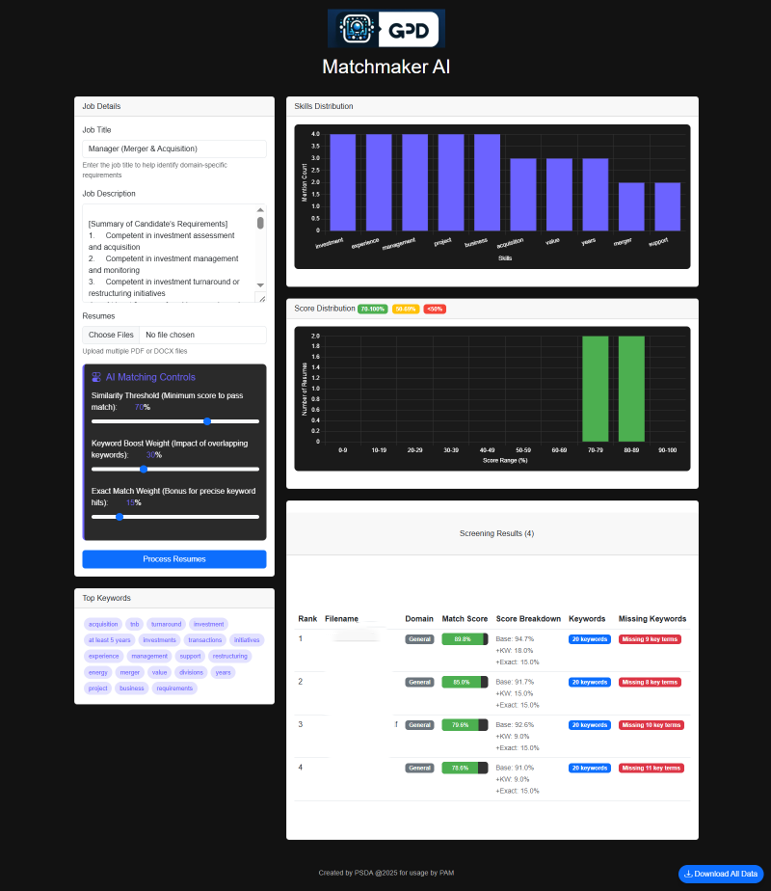 GPD
Matchmaker AI
Job Details
Job Title
Manager (Merger & Acquisition)
Enter the job title to help identify domain-specific
requirements
Job Description
[Summary of Candidate's Requirements]
1. Competent in investment assessment
and acquisition
2. Competent in investment management
and monitoring
3. Competent in investment turnaround or
restructuring initiatives
Resumes
Choose Files No file chosen
Upload multiple PDF or DOCX files
AI Matching Controls
Similarity Threshold (Minimum score to pass
match): 70%
Keyword Boost Weight (Impact of overlapping
keywords): 30%
Exact Match Weight (Bonus for precise keyword
hits): 15%
Process Resumes
Top Keywords
acquisition tnb turnaround investment
at least 5 years investments transactions initiatives
experience management support restructuring
energy merger value divisions years
project business requirements
Skills Distribution
Mention Count
4.0
3.5
3.0
2.5
2.0
1.5
1.0
0.5
0
investment experience management project business acquisition value years merger support
Skills
Score Distribution 70-100% 50-69% <50%
Number of Resumes
2.0
1.8
1.6
1.4
1.2
1.0
0.8
0.6
0.4
0.2
0
0-9 10-19 20-29 30-39 40-49 50-59 60-69 70-79 80-89 90-100
Score Range (%)
Screening Results (4)
Rank Filename Domain Match Score Score Breakdown Keywords Missing Keywords
1 General Base: 94.7% 20 keywords Missing 9 key terms
+KW: 18.0%
+Exact: 15.0%
2 General 85.0% Base: 91.7% 20 keywords Missing 8 key terms
+KW: 15.0%
+Exact: 15.0%
3 f General 79.6% Base: 92.6% 20 keywords Missing 10 key terms
+KW: 9.0%
+Exact: 15.0%
4 General Base: 91.0% 20 keywords Missing 11 key terms
+KW: 9.0%
+Exact: 15.0%
Created by PSDA @2025 for usage by PAM
Download All Data